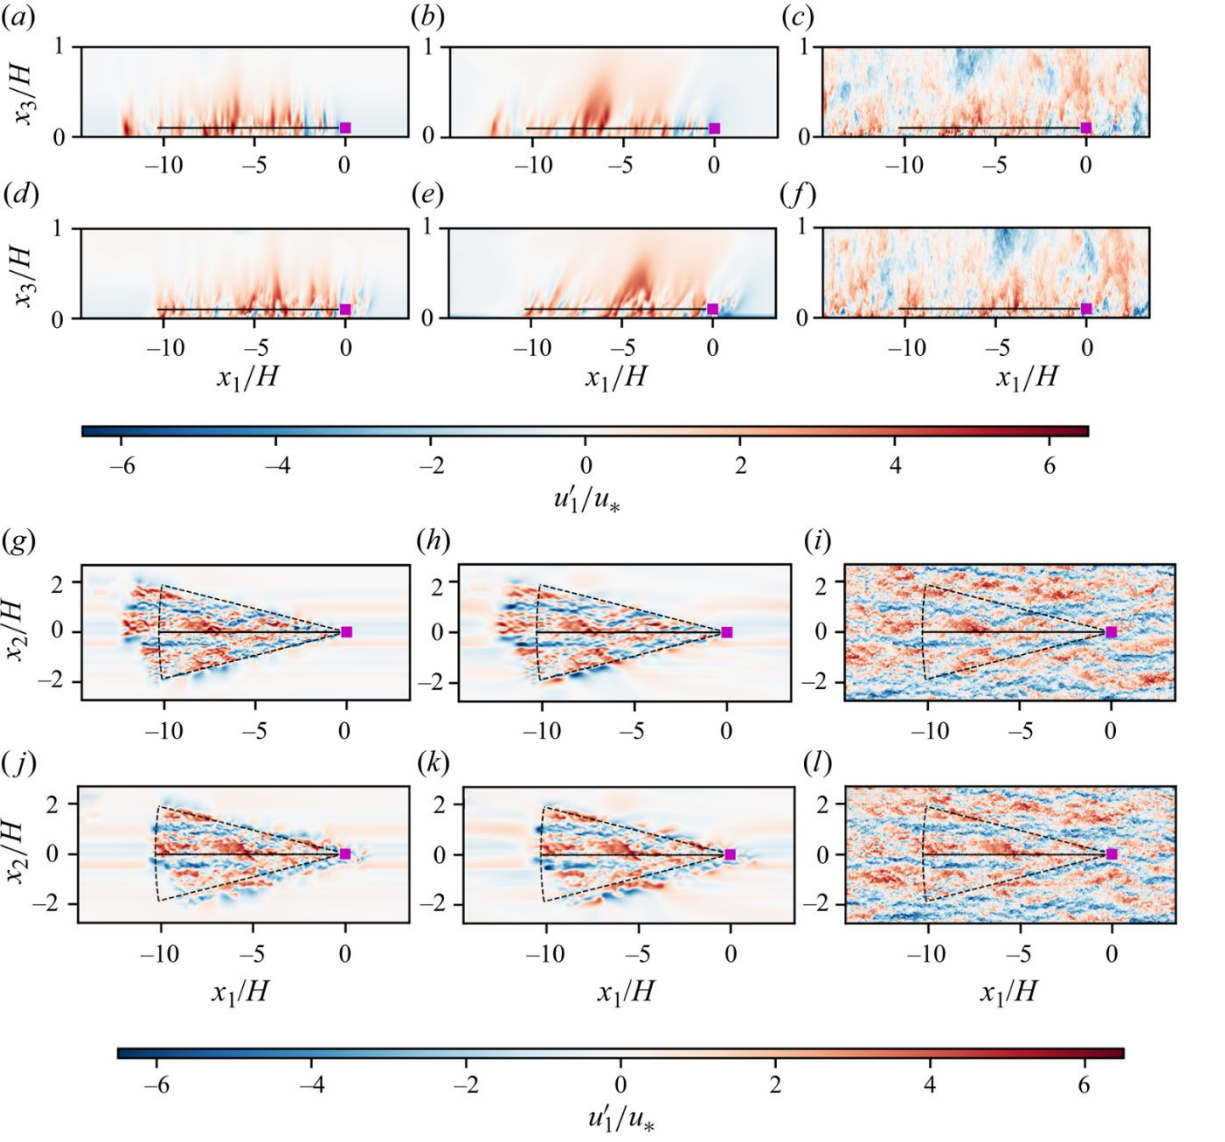 (a) (b) (c)
x₃/H 1 0 1 0 1 0
−10 −5 0 −10 −5 0 −10 −5 0
(d) (e) (f)
x₃/H 1 0 1 0 1 0
−10 −5 0 −10 −5 0 −10 −5 0
x₁/H x₁/H x₁/H
−6 −4 −2 0 2 4 6
u′₁/u∗
(g) (h) (i)
x₂/H 2 0 −2 2 0 −2 2 0 −2
−10 −5 0 −10 −5 0 −10 −5 0
(j) (k) (l)
x₂/H 2 0 −2 2 0 −2 2 0 −2
−10 −5 0 −10 −5 0 −10 −5 0
x₁/H x₁/H x₁/H
−6 −4 −2 0 2 4 6
u′₁/u∗